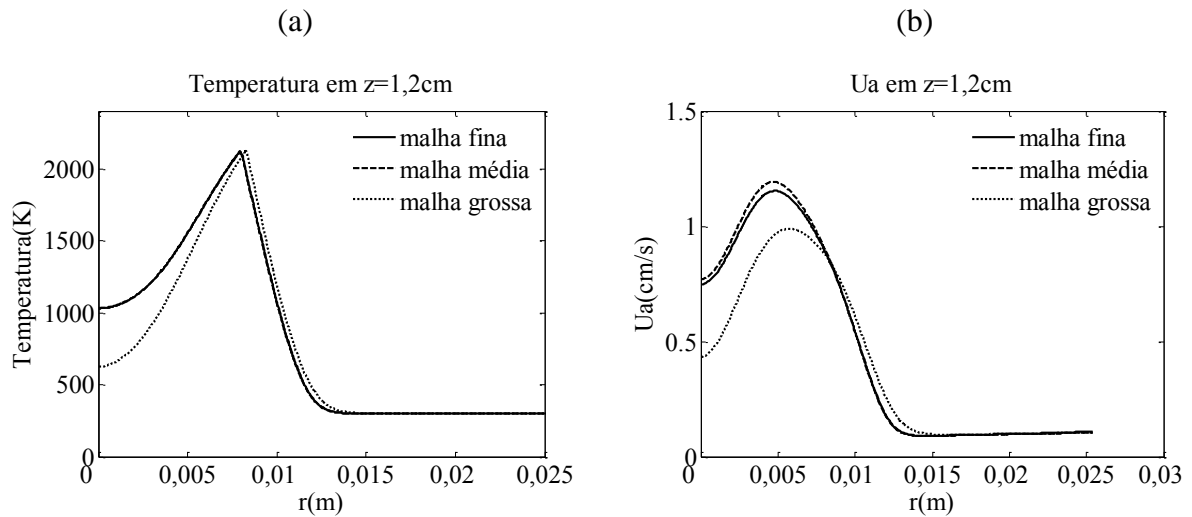 (a)
Temperatura em z=1,2cm
malha fina
malha média
malha grossa
Temperatura(K)
2000
1500
1000
500
0
0 0,005 0,01 0,015 0,02 0,025
r(m)
(b)
Ua em z=1,2cm
malha fina
malha média
malha grossa
Ua(cm/s)
1.5
1
0.5
0
0 0,005 0,01 0,015 0,02 0,025 0,03
r(m)